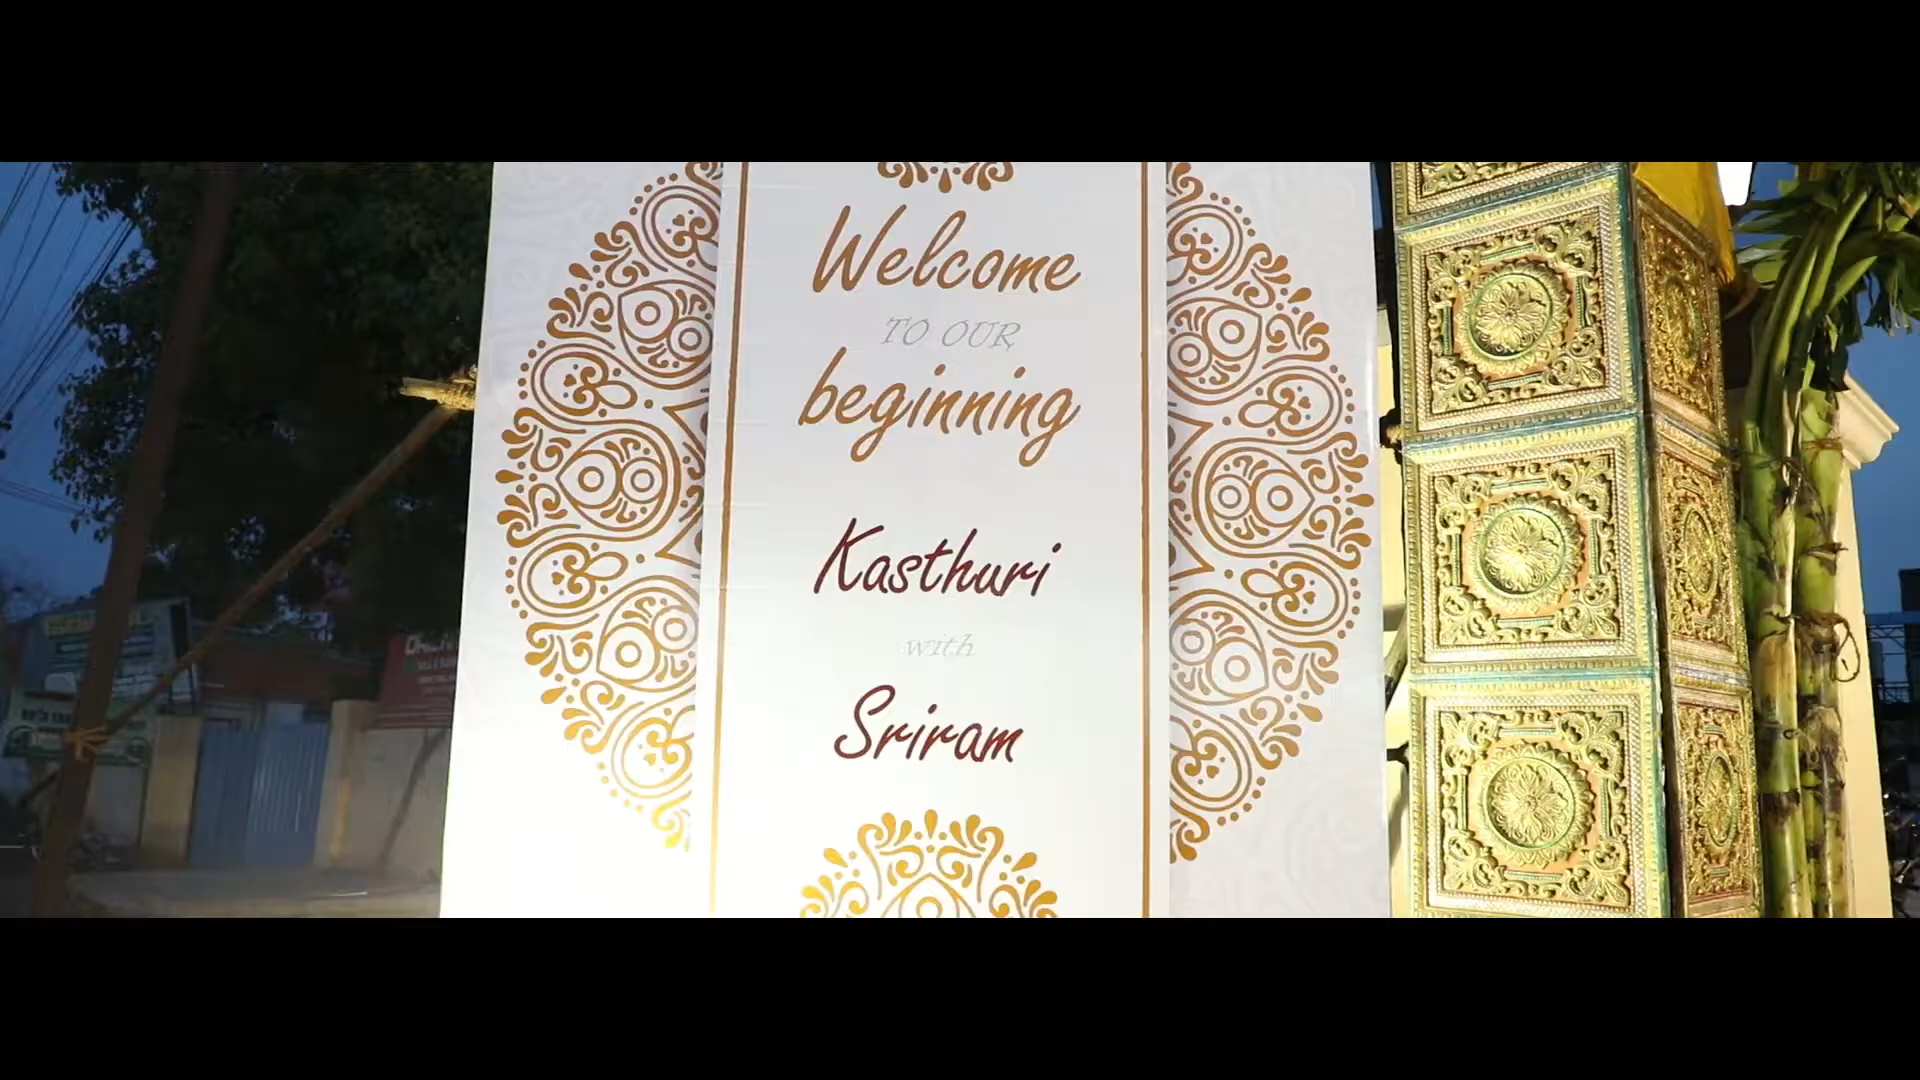 Welcome
TO OUR
beginning
Kasthuri
with
Sriram